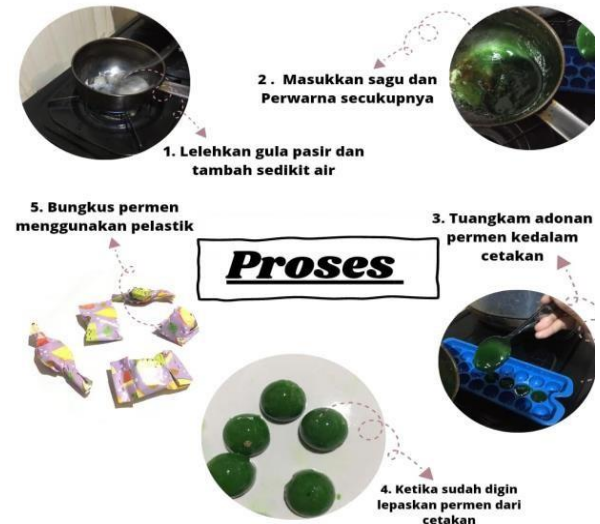 1. Lelehkan gula pasir dan
tambah sedikit air
2 . Masukkan sagu dan
Perwarna secukupnya
Proses
3. Tuangkam adonan
permen kedalam
cetakan
4. Ketika sudah digin
lepaskan permen dari
cetakan
5. Bungkus permen
menggunakan pelastik